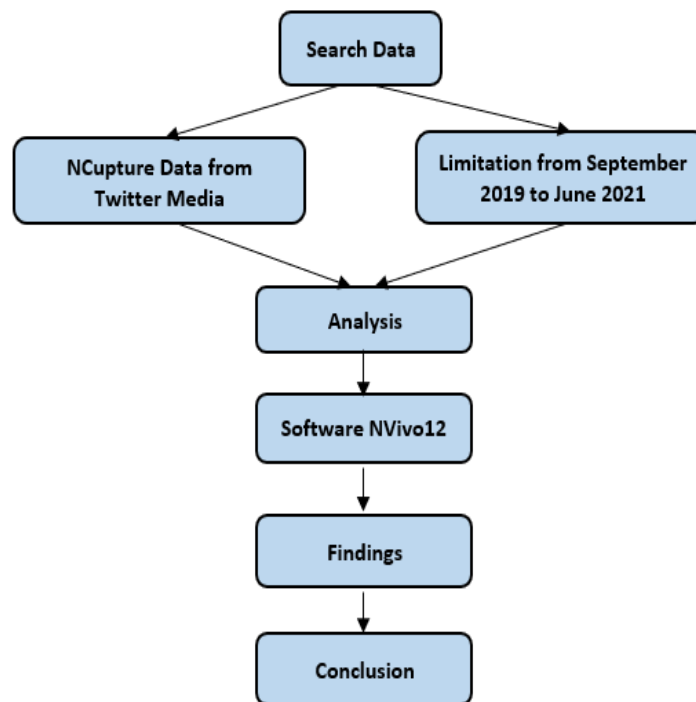 Search Data
NCupture Data from
Twitter Media
Limitation from September
2019 to June 2021
Analysis
Software NVivo12
Findings
Conclusion